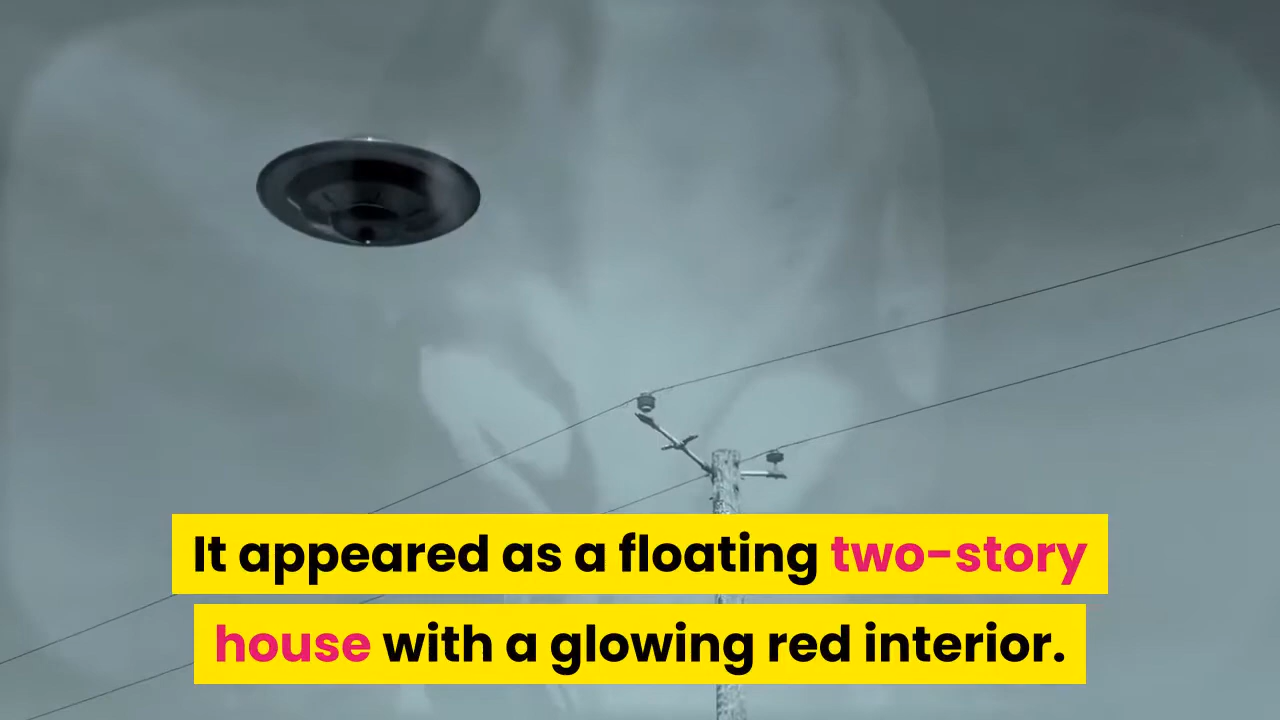 It appeared as a floating two-story
house with a glowing red interior.